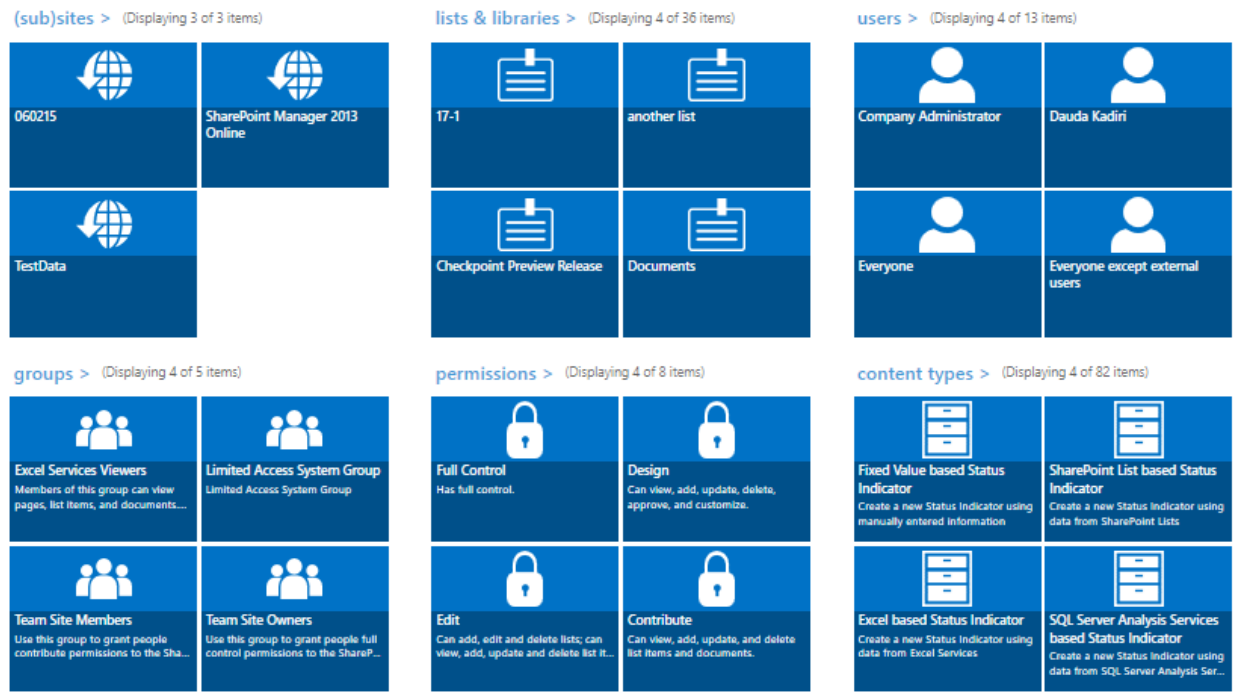 (sub)sites > (Displaying 3 of 3 items)
060215
SharePoint Manager 2013
Online
TestData
lists & libraries > (Displaying 4 of 36 items)
17-1
another list
Checkpoint Preview Release
Documents
users > (Displaying 4 of 13 items)
Company Administrator
Dauda Kadiri
Everyone
Everyone except external
users
groups > (Displaying 4 of 5 items)
Excel Services Viewers
Members of this group can view
pages, list items, and documents....
Limited Access System Group
Limited Access System Group
Team Site Members
Use this group to grant people
contribute permissions to the Sha...
Team Site Owners
Use this group to grant people full
control permissions to the ShareP...
permissions > (Displaying 4 of 8 items)
Full Control
Has full control.
Design
Can view, add, update, delete,
approve, and customize.
Edit
Can add, edit and delete lists; can
view, add, update and delete list it...
Contribute
Can view, add, update, and delete
list items and documents.
content types > (Displaying 4 of 82 items)
Fixed Value based Status
Indicator
Create a new Status Indicator using
manually entered information
SharePoint List based Status
Indicator
Create a new Status Indicator using
data from SharePoint Lists
Excel based Status Indicator
Create a new Status Indicator using
data from Excel Services
SQL Server Analysis Services
based Status Indicator
Create a new Status Indicator using
data from SQL Server Analysis Ser...